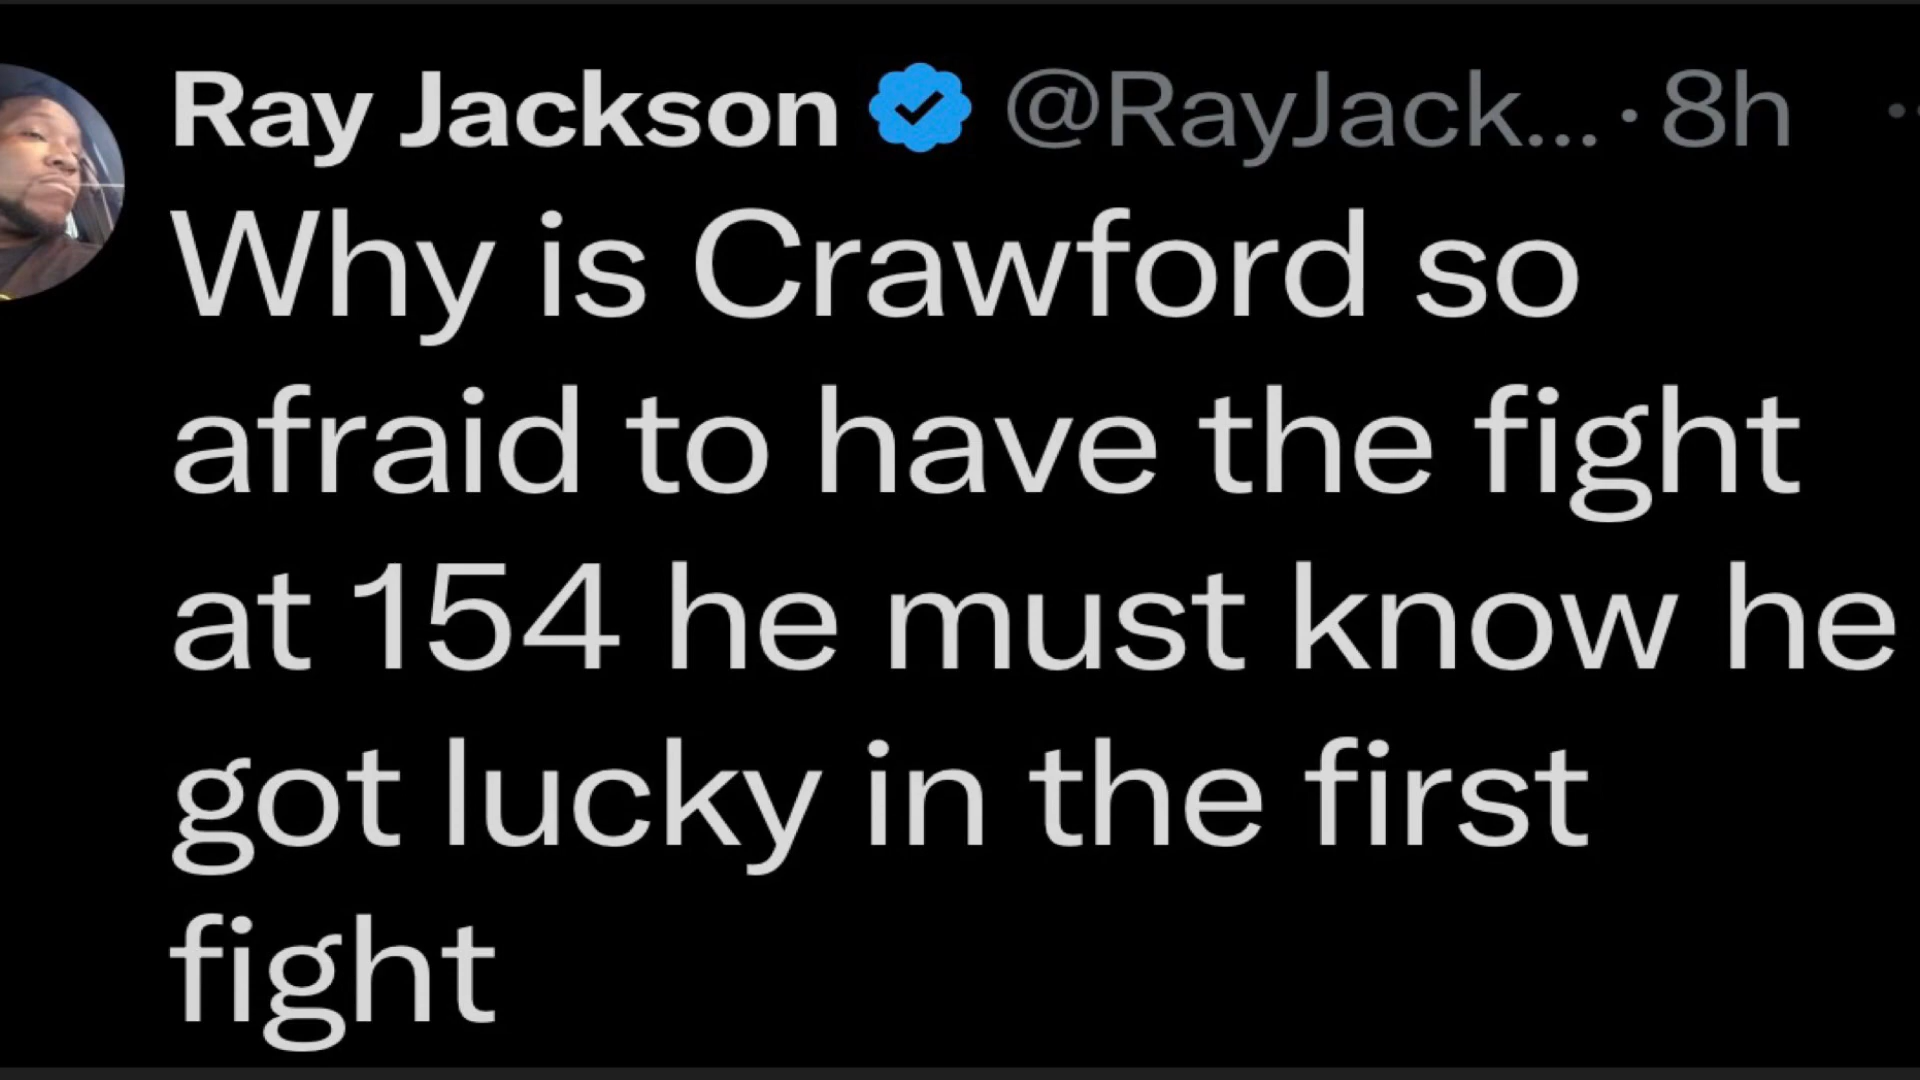 Ray Jackson @RayJack... · 8h
Why is Crawford so
afraid to have the fight
at 154 he must know he
got lucky in the first
fight